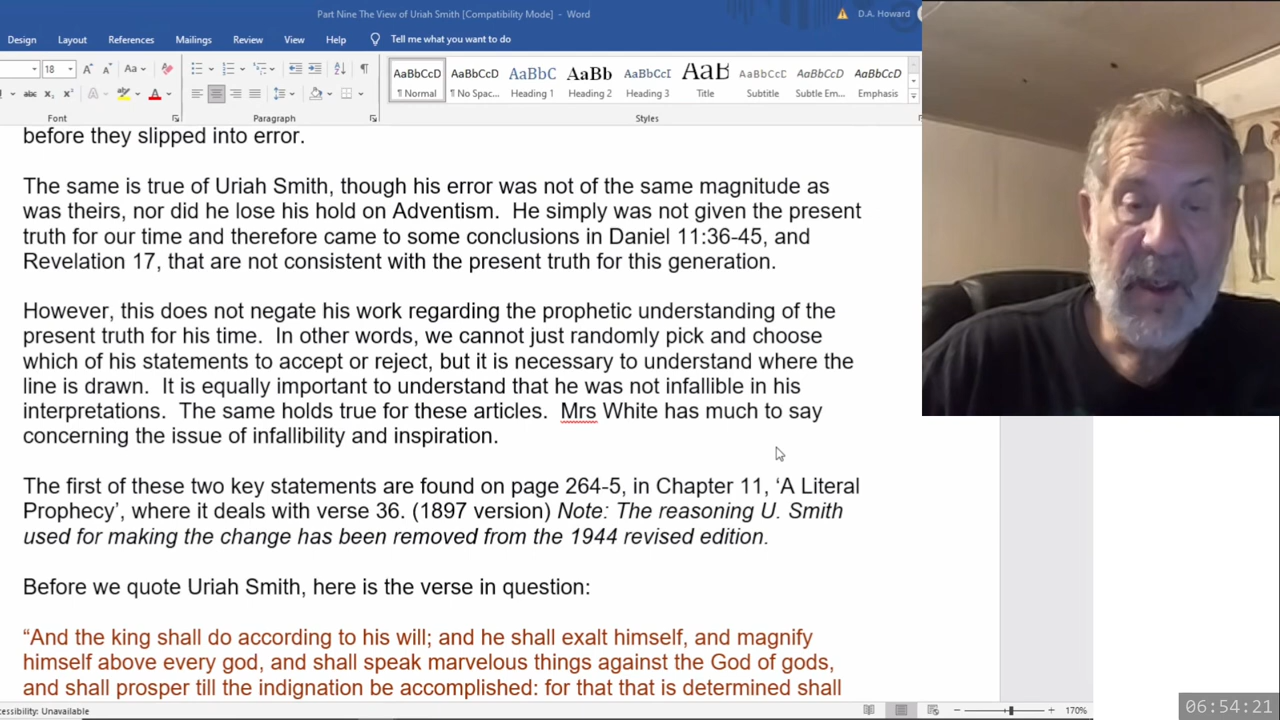 Part Nine The View of Uriah Smith [Compatibility Mode] - Word
D.A. Howard
Design Layout References Mailings Review View Help Tell me what you want to do
18 Aa
AaBbCcD AaBbCcD AaBbC AaBb AaBbCcI AaB AaBbCcD AaBbCcD AaBbCcD
¶ Normal ¶ No Spac... Heading 1 Heading 2 Heading 3 Title Subtitle Subtle Em... Emphasis
Font Paragraph Styles
before they slipped into error.
The same is true of Uriah Smith, though his error was not of the same magnitude as
was theirs, nor did he lose his hold on Adventism. He simply was not given the present
truth for our time and therefore came to some conclusions in Daniel 11:36-45, and
Revelation 17, that are not consistent with the present truth for this generation.
However, this does not negate his work regarding the prophetic understanding of the
present truth for his time. In other words, we cannot just randomly pick and choose
which of his statements to accept or reject, but it is necessary to understand where the
line is drawn. It is equally important to understand that he was not infallible in his
interpretations. The same holds true for these articles. Mrs White has much to say
concerning the issue of infallibility and inspiration.
The first of these two key statements are found on page 264-5, in Chapter 11, ‘A Literal
Prophecy’, where it deals with verse 36. (1897 version) Note: The reasoning U. Smith
used for making the change has been removed from the 1944 revised edition.
Before we quote Uriah Smith, here is the verse in question:
“And the king shall do according to his will; and he shall exalt himself, and magnify
himself above every god, and shall speak marvelous things against the God of gods,
and shall prosper till the indignation be accomplished: for that that is determined shall
cessibility: Unavailable
170%
06:54:21